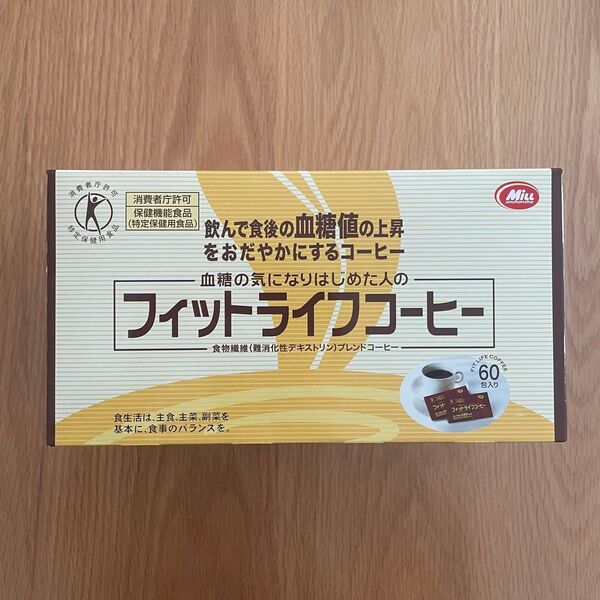 消費者庁許可
特定保健用食品
消費者庁許可
保健機能食品
(特定保健用食品)
Mill
飲んで食後の血糖値の上昇
をおだやかにするコーヒー
血糖の気になりはじめた人の
フィットライフコーヒー
食物繊維(難消化性デキストリン)ブレンドコーヒー
FIT LIFE COFFEE
60
包入り
フィットライフコーヒー
食生活は、主食、主菜、副菜を
基本に、食事のバランスを。